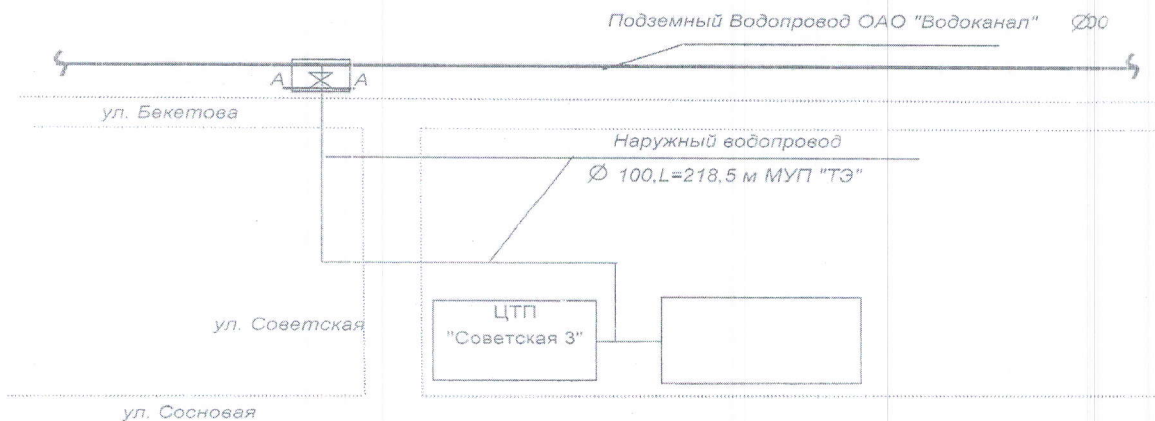 Подземный Водопровод ОАО "Водоканал" ∅200
А А
ул. Бекетова
Наружный водопровод
∅ 100,L=218,5 м МУП "ТЭ"
ЦТП
"Советская 3"
ул. Советская
ул. Сосновая